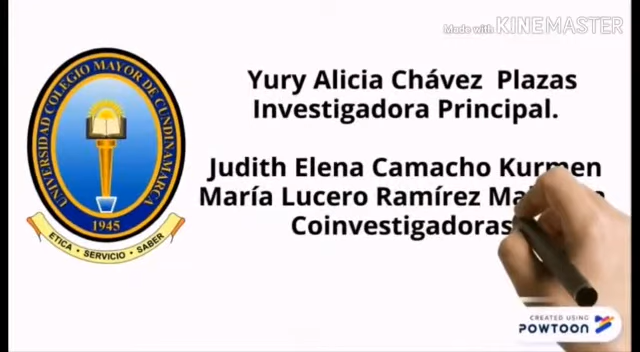 Made with KINEMASTER
Yury Alicia Chávez Plazas
Investigadora Principal.
Judith Elena Camacho Kurmen
María Lucero Ramírez
Coinvestigadoras
UNIVERSIDAD COLEGIO MAYOR DE CUNDINAMARCA
1945
ETICA • SERVICIO • SABER
CREATED USING
POWTOON